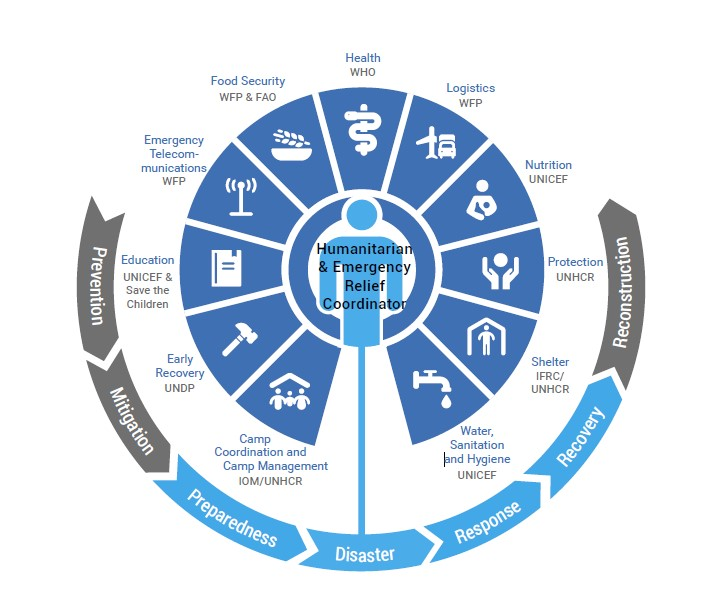 Health
WHO
Logistics
WFP
Nutrition
UNICEF
Protection
UNHCR
Shelter
IFRC/
UNHCR
Water,
Sanitation
and Hygiene
UNICEF
Camp
Coordination and
Camp Management
IOM/UNHCR
Early
Recovery
UNDP
Education
UNICEF &
Save the
Children
Emergency
Telecom-
munications
WFP
Food Security
WFP & FAO
Humanitarian
& Emergency
Relief
Coordinator
Prevention
Mitigation
Preparedness
Disaster
Response
Recovery
Reconstruction